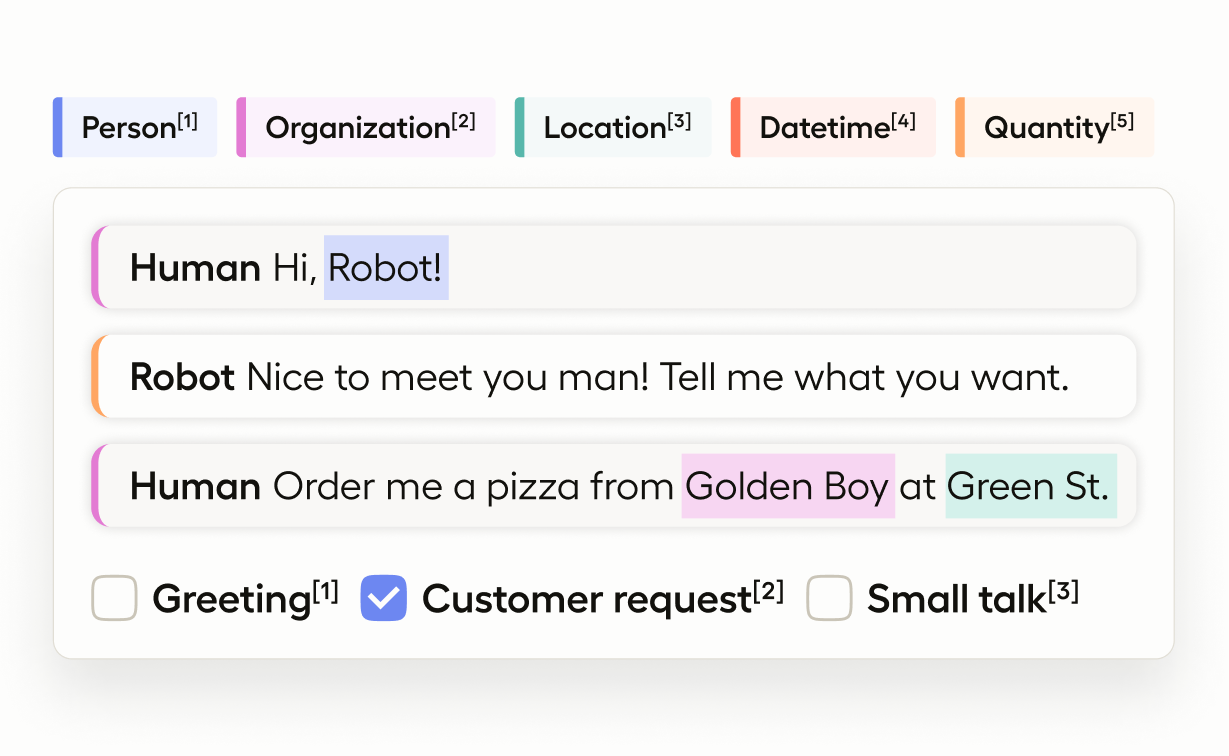 Person[1] Organization[2] Location[3] Datetime[4] Quantity[5]
Human Hi, Robot!
Robot Nice to meet you man! Tell me what you want.
Human Order me a pizza from Golden Boy at Green St.
Greeting[1] Customer request[2] Small talk[3]